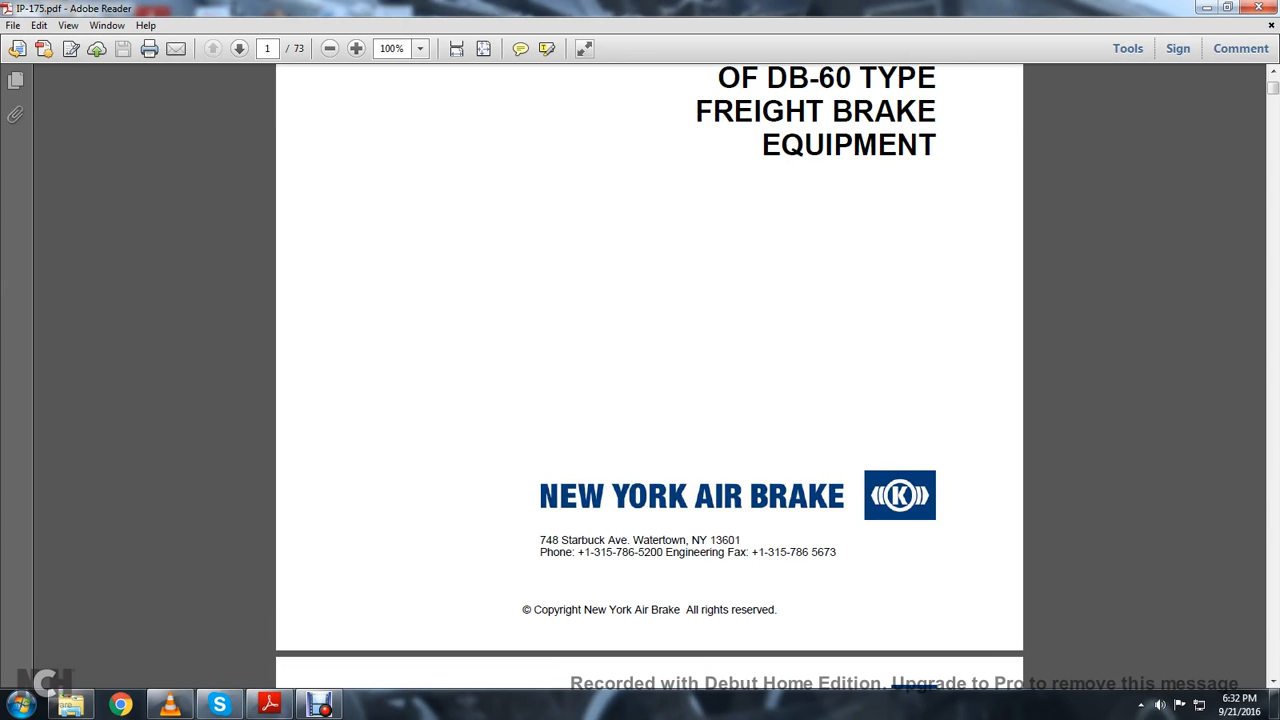 IP-175.pdf - Adobe Reader
File Edit View Window Help
1 / 73 100% Tools Sign Comment
OF DB-60 TYPE
FREIGHT BRAKE
EQUIPMENT
NEW YORK AIR BRAKE K
748 Starbuck Ave. Watertown, NY 13601
Phone: +1-315-786-5200 Engineering Fax: +1-315-786 5673
© Copyright New York Air Brake All rights reserved.
NCH
Recorded with Debut Home Edition. Upgrade to Pro to remove this message
6:32 PM
9/21/2016